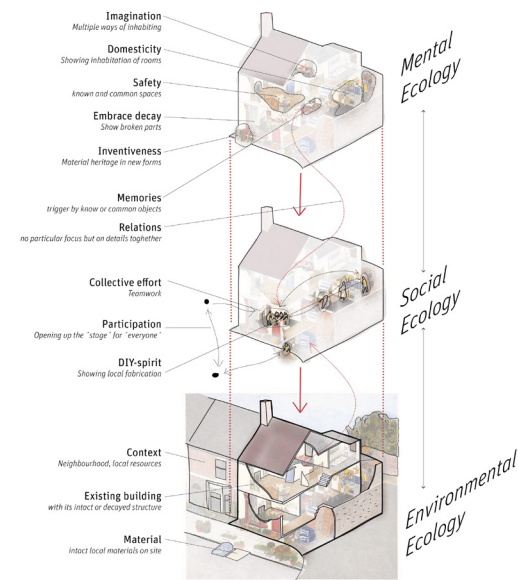 Imagination
Multiple ways of inhabiting
Domesticity
Showing inhabitation of rooms
Safety
known and common spaces
Embrace decay
Show broken parts
Inventiveness
Material heritage in new forms
Memories
trigger by know or common objects
Relations
no particular focus but on details thoghether
Mental
Ecology
Collective effort
Teamwork
Participation
Opening up the ˝stage˝ for ˝everyone˝
DIY-spirit
Showing local fabrication
Social
Ecology
Context
Neighbourhood, local resources
Existing building
with its intact or decayed structure
Material
intact local materials on site
Environmental
Ecology